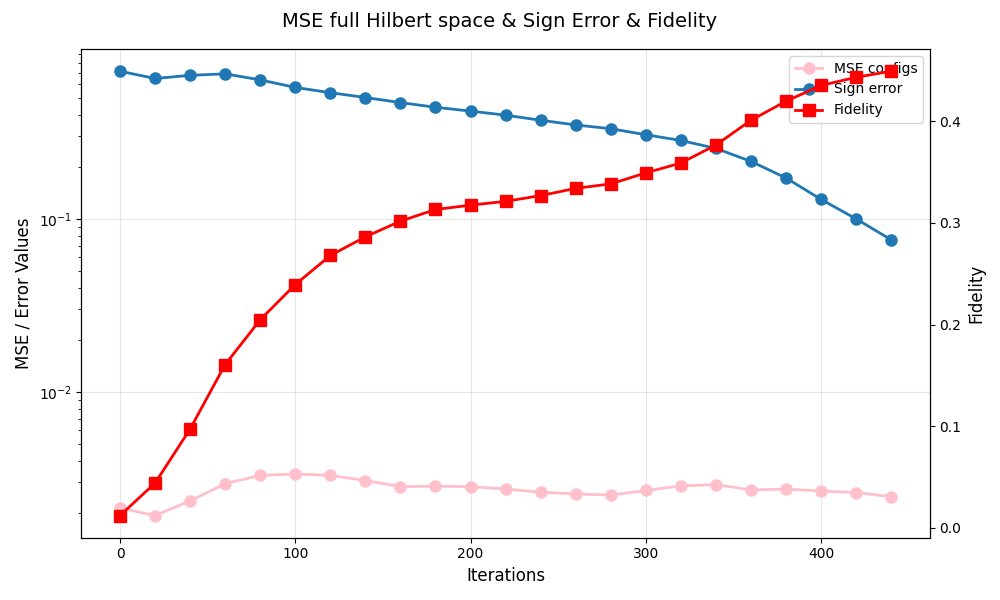 MSE full Hilbert space & Sign Error & Fidelity
MSE configs
Sign error
Fidelity
MSE / Error Values
10⁻¹
10⁻²
0.4
0.3
0.2
0.1
0.0
Fidelity
0 100 200 300 400
Iterations